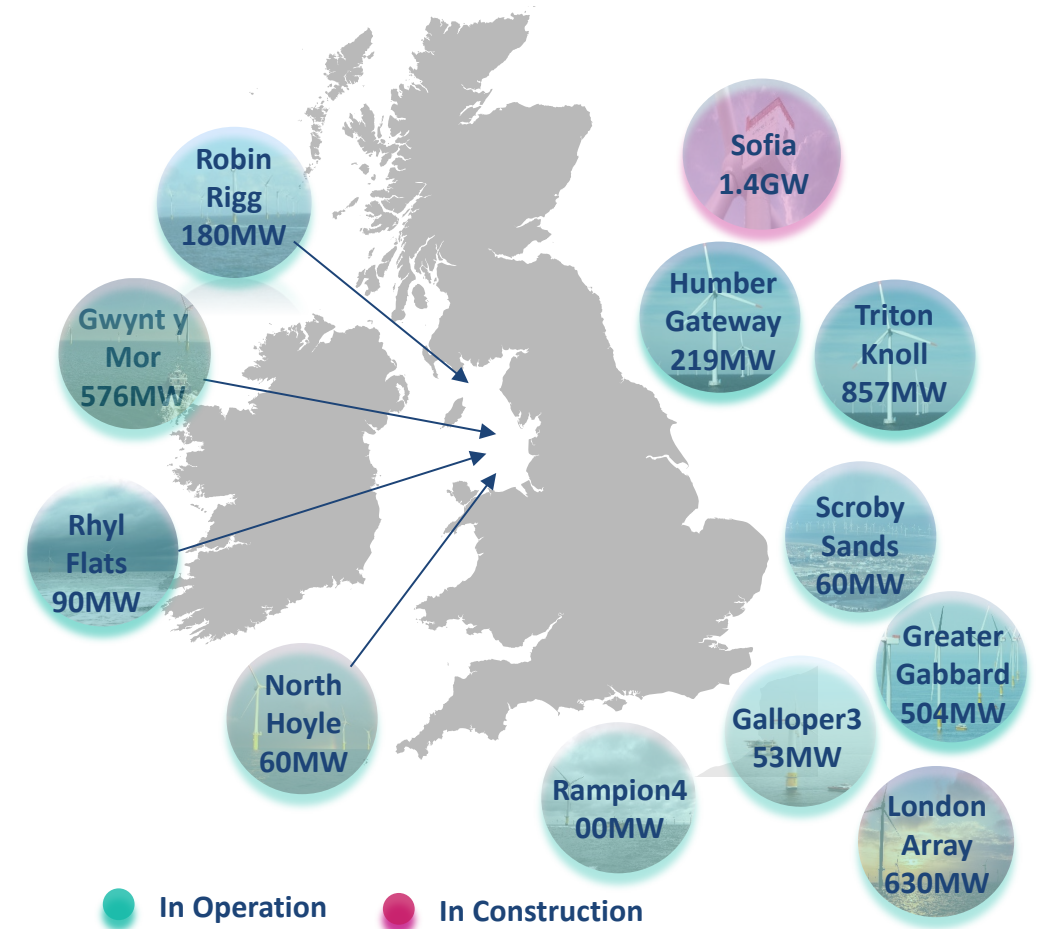 Robin
Rigg
180MW
Sofia
1.4GW
Gwynt y
Mor
576MW
Humber
Gateway
219MW
Triton
Knoll
857MW
Rhyl
Flats
90MW
Scroby
Sands
60MW
North
Hoyle
60MW
Greater
Gabbard
504MW
Galloper3
53MW
Rampion4
00MW
London
Array
630MW
In Operation
In Construction